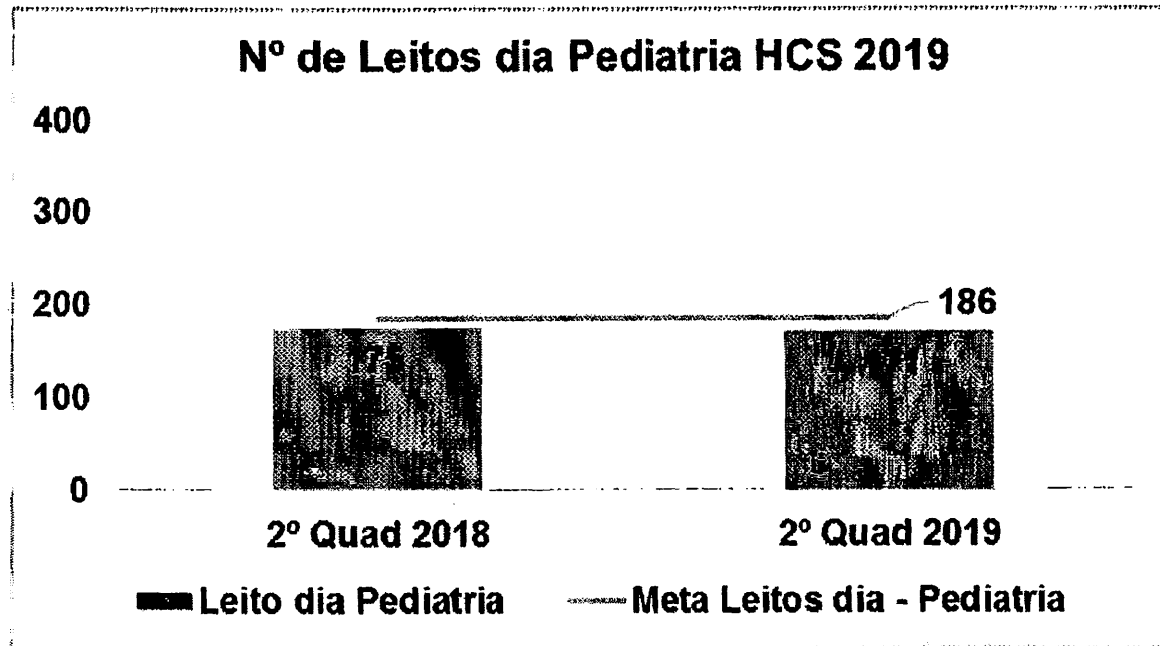 Nº de Leitos dia Pediatria HCS 2019
400
300
200
186
175
100
0
2º Quad 2018
2º Quad 2019
Leito dia Pediatria
Meta Leitos dia - Pediatria